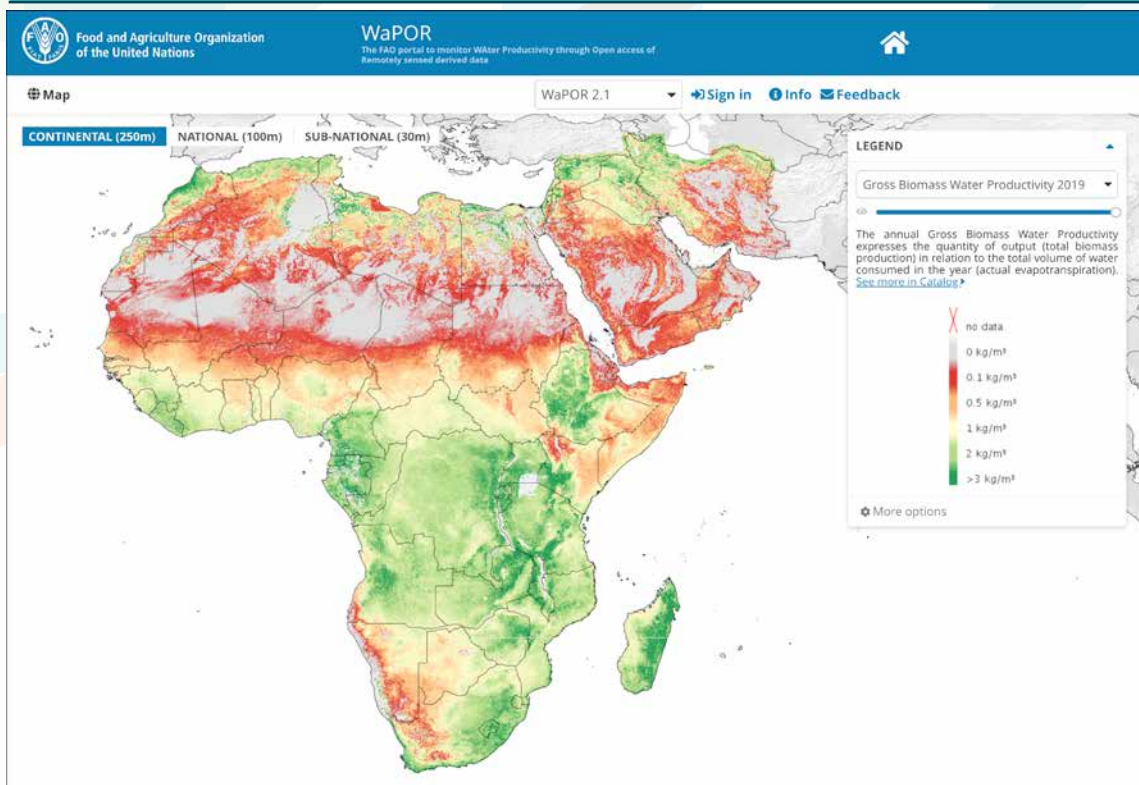 Food and Agriculture Organization
of the United Nations
WaPOR
The FAO portal to monitor WAter Productivity through Open access of
Remotely sensed derived data
Map
WaPOR 2.1
Sign in
Info
Feedback
CONTINENTAL (250m)
NATIONAL (100m)
SUB-NATIONAL (30m)
LEGEND
Gross Biomass Water Productivity 2019
The annual Gross Biomass Water Productivity
expresses the quantity of output (total biomass
production) in relation to the total volume of water
consumed in the year (actual evapotranspiration).
See more in Catalog
no data
0 kg/m³
0.1 kg/m³
0.5 kg/m³
1 kg/m³
2 kg/m³
>3 kg/m³
More options